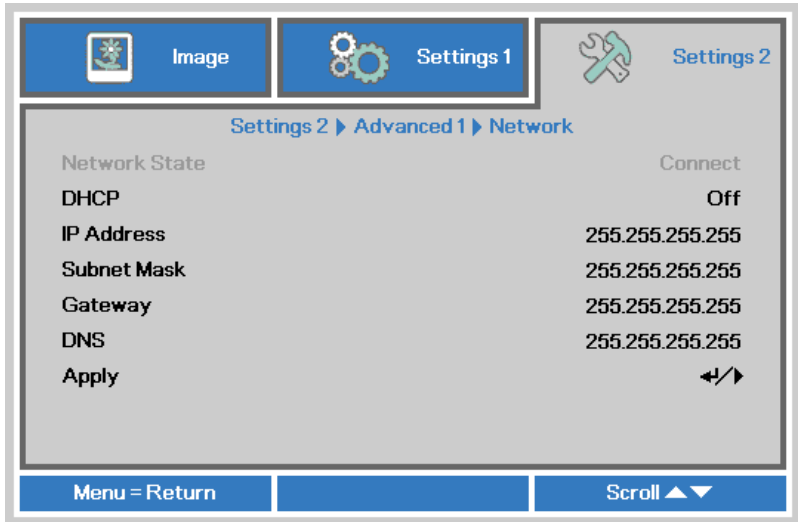 Image
Settings 1
Settings 2
Settings 2 ▶ Advanced 1 ▶ Network
Network State Connect
DHCP Off
IP Address 255.255.255.255
Subnet Mask 255.255.255.255
Gateway 255.255.255.255
DNS 255.255.255.255
Apply ↵/▶
Menu = Return
Scroll ▲▼